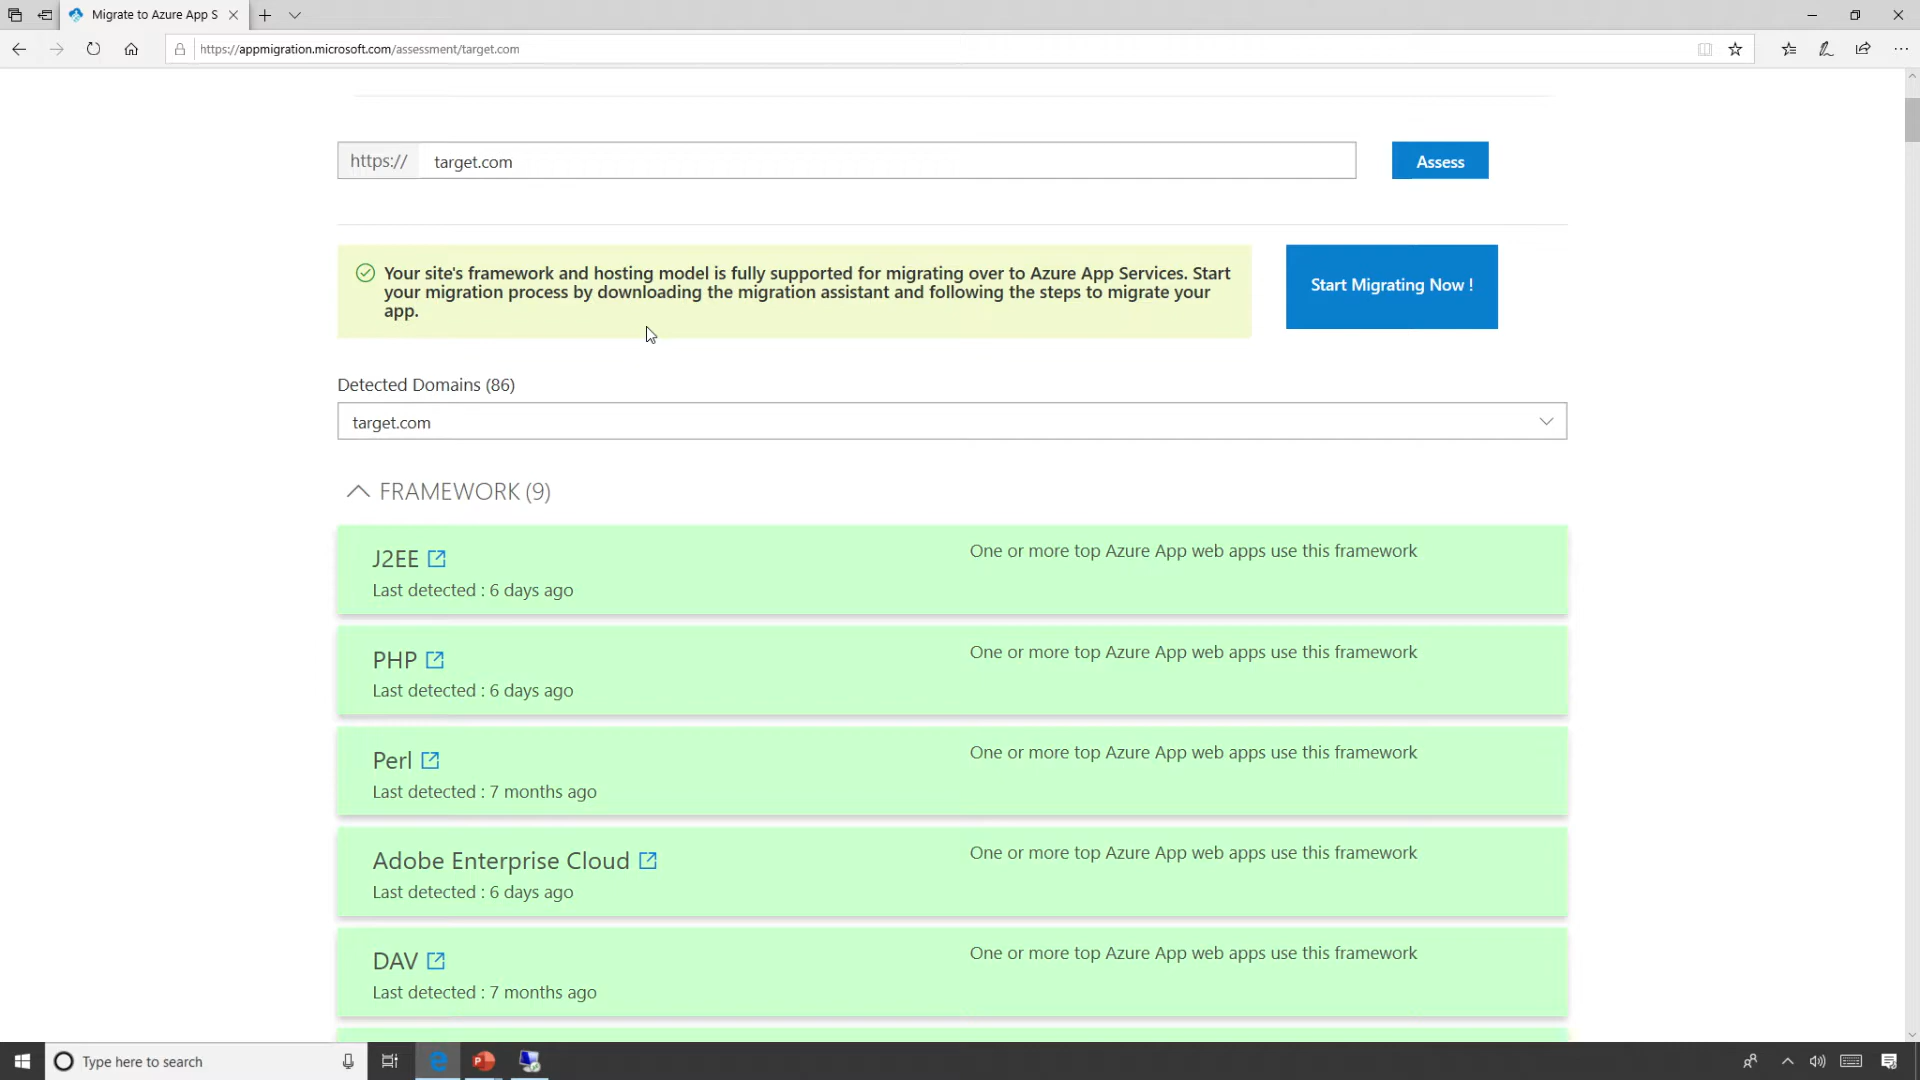 Migrate to Azure App S
https://appmigration.microsoft.com/assessment/target.com
https:// target.com
Assess
Your site's framework and hosting model is fully supported for migrating over to Azure App Services. Start
your migration process by downloading the migration assistant and following the steps to migrate your
app.
Start Migrating Now !
Detected Domains (86)
target.com
FRAMEWORK (9)
J2EE
One or more top Azure App web apps use this framework
Last detected : 6 days ago
PHP
One or more top Azure App web apps use this framework
Last detected : 6 days ago
Perl
One or more top Azure App web apps use this framework
Last detected : 7 months ago
Adobe Enterprise Cloud
One or more top Azure App web apps use this framework
Last detected : 6 days ago
DAV
One or more top Azure App web apps use this framework
Last detected : 7 months ago
Type here to search